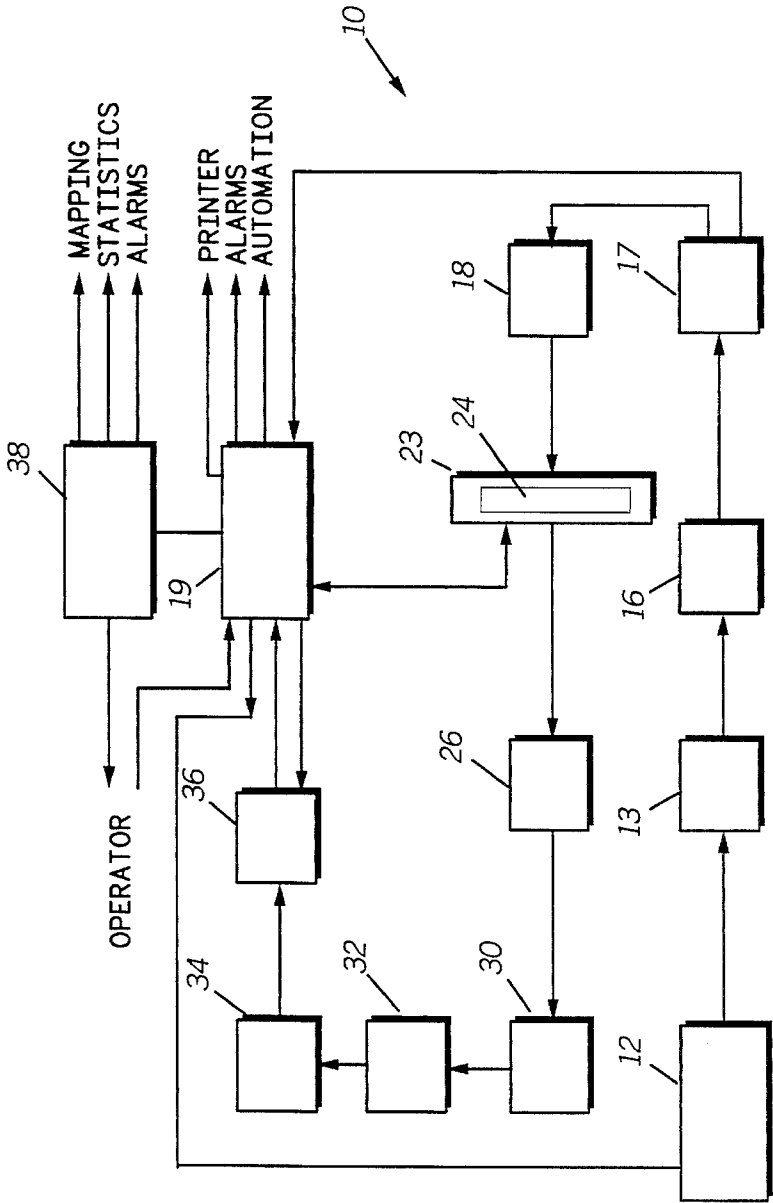 10
MAPPING
STATISTICS
ALARMS
PRINTER
ALARMS
AUTOMATION
38
19
18
17
23
24
16
OPERATOR
36
26
13
34
32
30
12